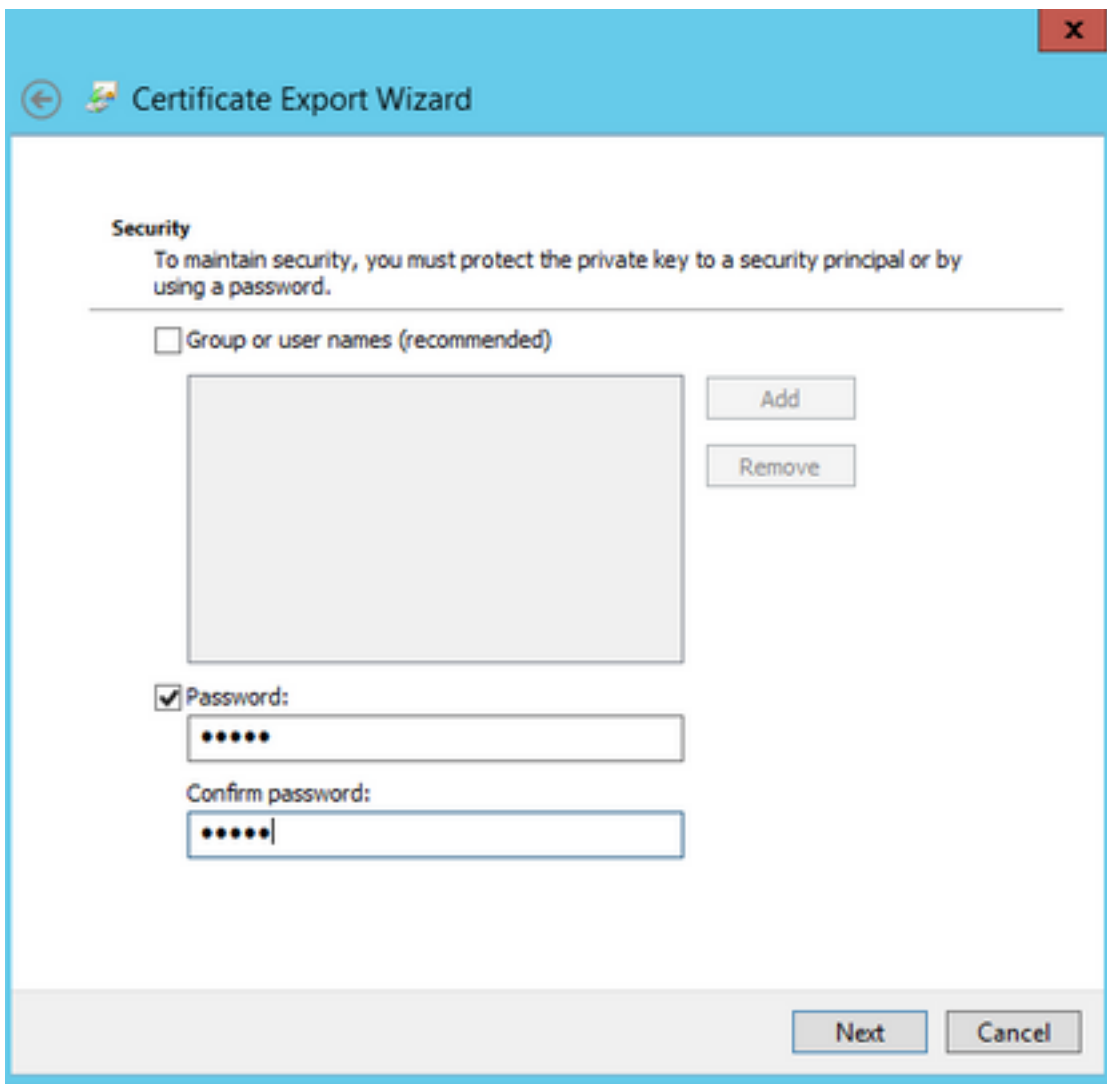 x
Certificate Export Wizard
Security
To maintain security, you must protect the private key to a security principal or by
using a password.
Group or user names (recommended)
Add
Remove
Password:
•••••
Confirm password:
•••••
Next
Cancel